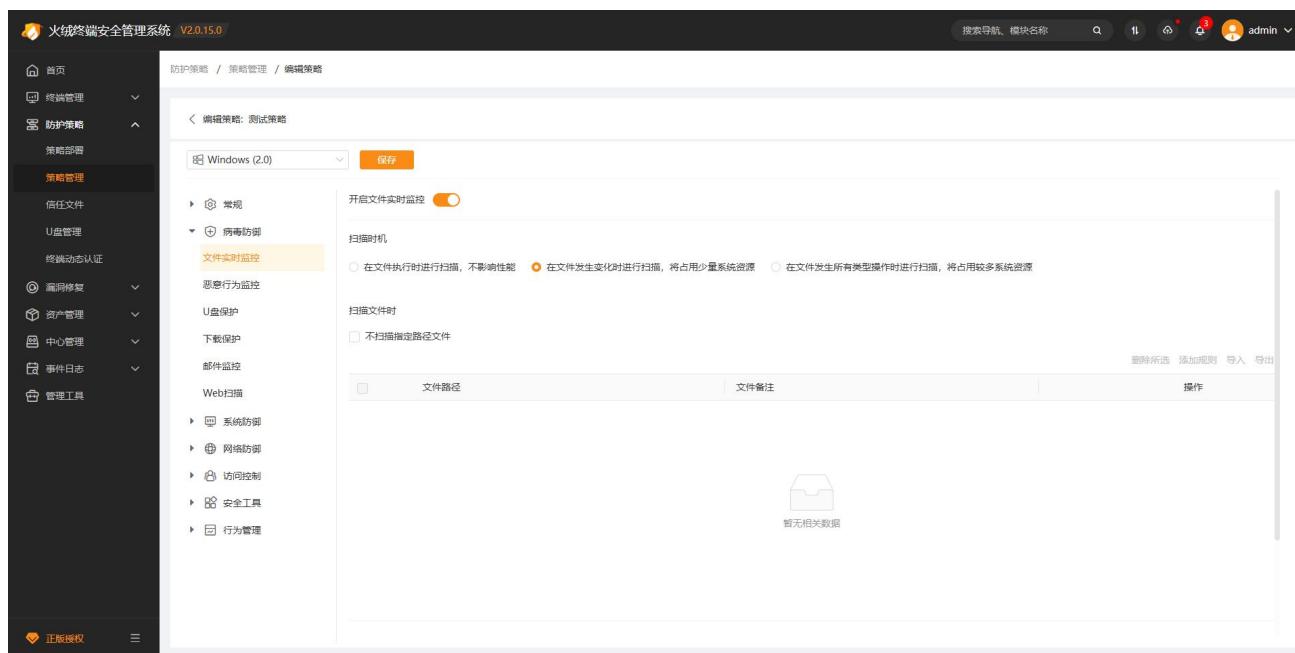 火绒终端安全管理系统 V2.0.15.0
搜索导航、模块名称
3
admin
首页
终端管理
防护策略
策略部署
策略管理
信任文件
U盘管理
终端动态认证
漏洞修复
资产管理
中心管理
事件日志
管理工具
正版授权
防护策略 / 策略管理 / 编辑策略
编辑策略: 测试策略
Windows (2.0)
保存
常规
病毒防御
文件实时监控
恶意行为监控
U盘保护
下载保护
邮件监控
Web扫描
系统防御
网络防御
访问控制
安全工具
行为管理
开启文件实时监控
扫描时机
在文件执行时进行扫描，不影响性能 在文件发生变化时进行扫描，将占用少量系统资源 在文件发生所有类型操作时进行扫描，将占用较多系统资源
扫描文件时
不扫描指定路径文件
删除所选 添加规则 导入 导出
文件路径 文件备注 操作
暂无相关数据